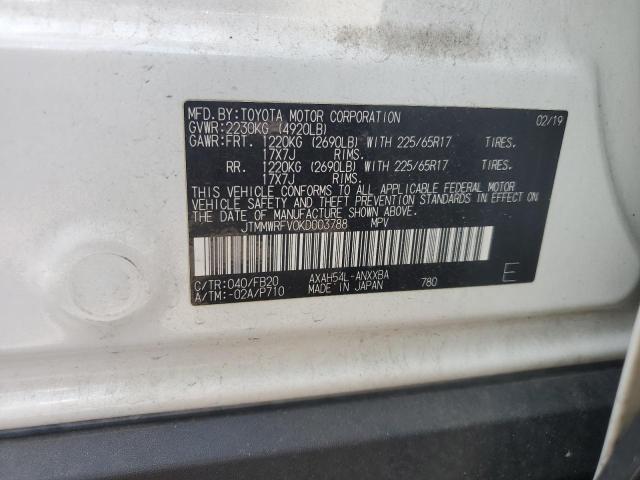 MFD.BY:TOYOTA MOTOR CORPORATION 02/19
GVWR:2230KG (4920LB)
GAWR:FRT. 1220KG (2690LB) WITH 225/65R17 TIRES.
17X7J RIMS.
RR. 1220KG (2690LB) WITH 225/65R17 TIRES.
17X7J RIMS.
THIS VEHICLE CONFORMS TO ALL APPLICABLE FEDERAL MOTOR
VEHICLE SAFETY AND THEFT PREVENTION STANDARDS IN EFFECT ON
THE DATE OF MANUFACTURE SHOWN ABOVE.
JTMMWRFV0KD003788 MPV
C/TR:040/FB20 AXAH54L-ANXXBA
A/TM:-02A/P710 MADE IN JAPAN 780
E